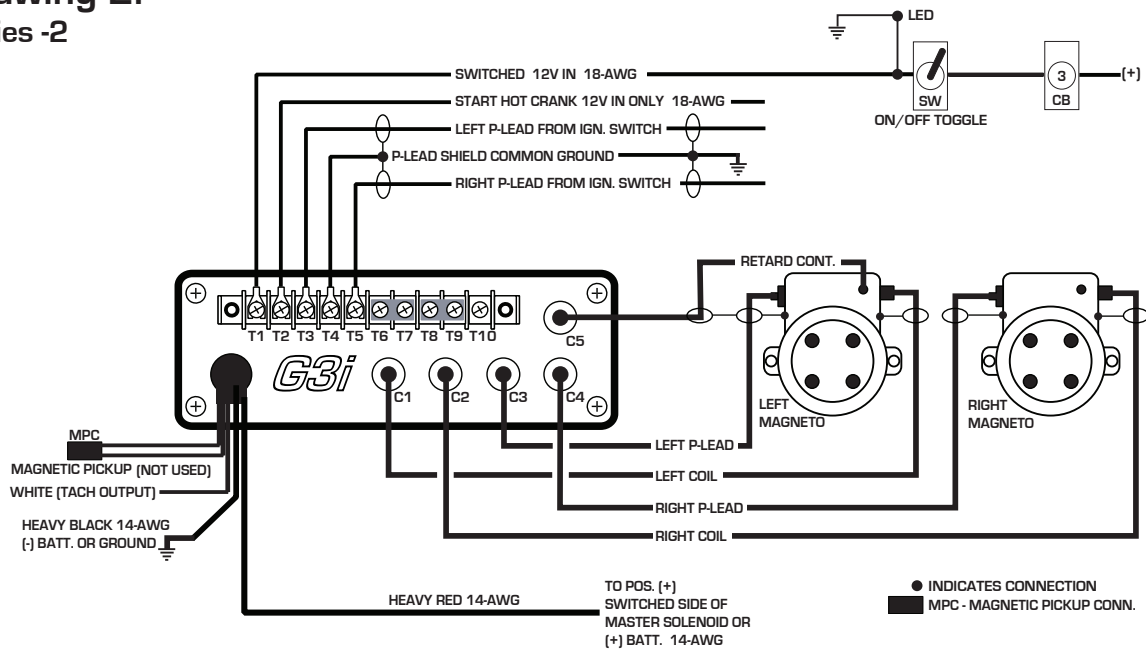 ies -2
LED
SWITCHED 12V IN 18-AWG
3
(+)
SW
CB
ON/OFF TOGGLE
START HOT CRANK 12V IN ONLY 18-AWG
LEFT P-LEAD FROM IGN. SWITCH
P-LEAD SHIELD COMMON GROUND
RIGHT P-LEAD FROM IGN. SWITCH
RETARD CONT.
T1 T2 T3 T4 T5 T6 T7 T8 T9 T10
C5
G3i
C1
C2
C3
C4
LEFT
MAGNETO
RIGHT
MAGNETO
MPC
MAGNETIC PICKUP (NOT USED)
WHITE (TACH OUTPUT)
HEAVY BLACK 14-AWG
(-) BATT. OR GROUND
LEFT P-LEAD
LEFT COIL
RIGHT P-LEAD
RIGHT COIL
HEAVY RED 14-AWG
TO POS. (+)
SWITCHED SIDE OF
MASTER SOLENOID OR
(+) BATT. 14-AWG
INDICATES CONNECTION
MPC - MAGNETIC PICKUP CONN.